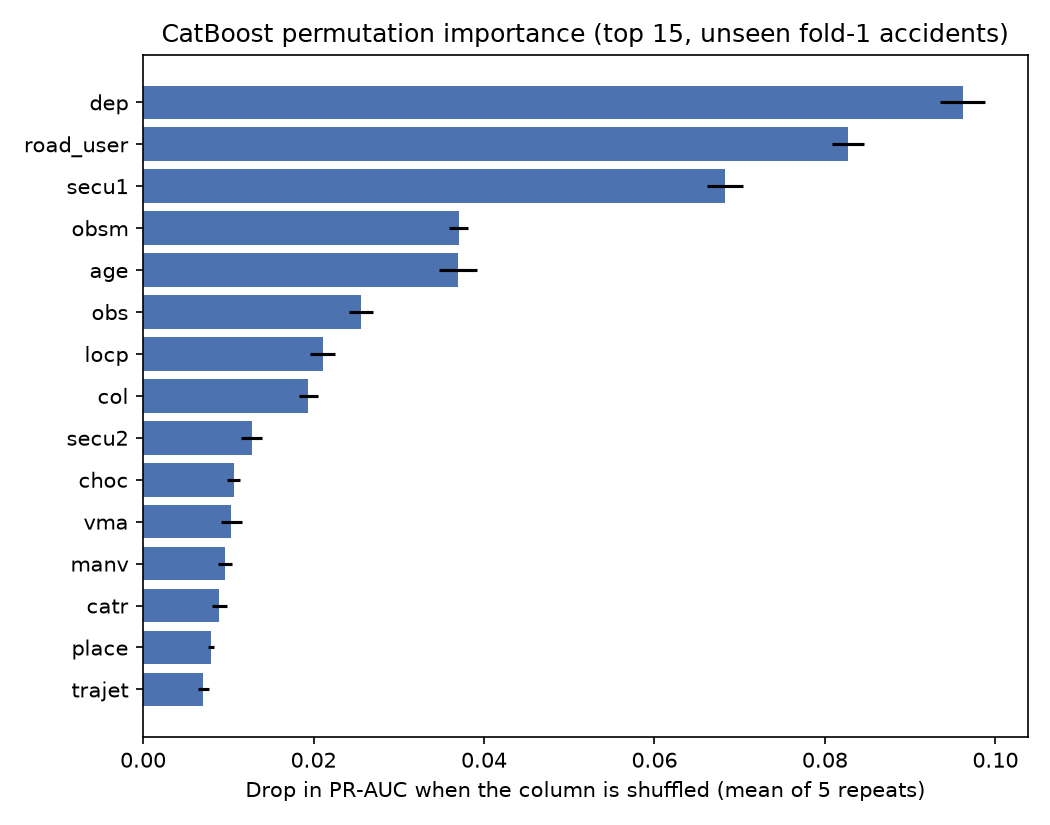 CatBoost permutation importance (top 15, unseen fold-1 accidents)
dep
road_user
secu1
obsm
age
obs
locp
col
secu2
choc
vma
manv
catr
place
trajet
0.00 0.02 0.04 0.06 0.08 0.10
Drop in PR-AUC when the column is shuffled (mean of 5 repeats)